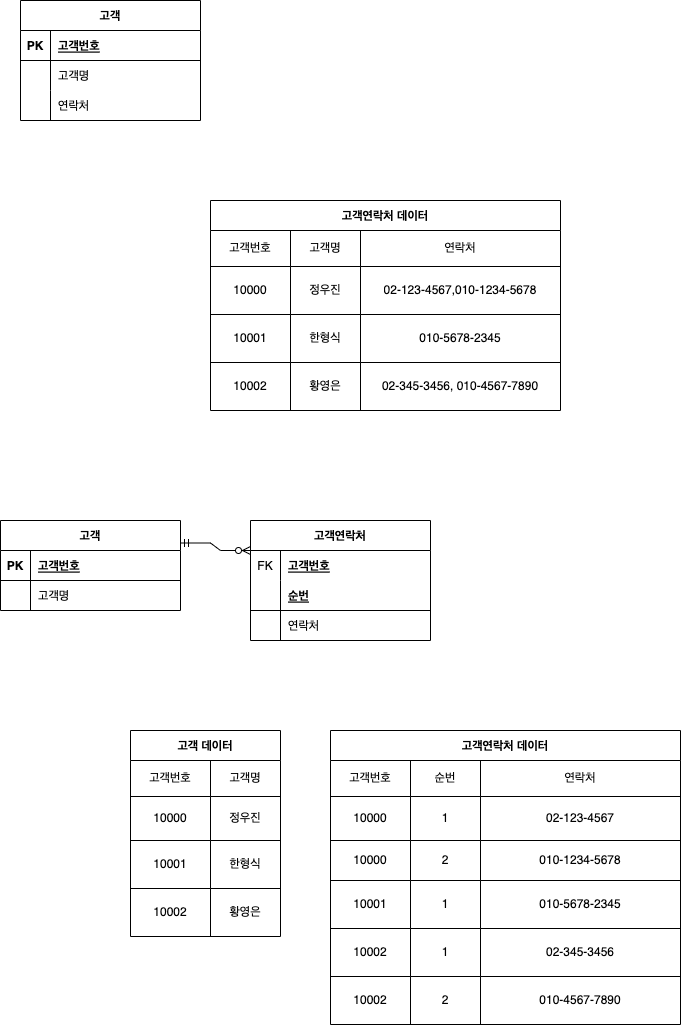 고객
PK 고객번호
고객명
연락처
고객연락처 데이터
고객번호 고객명 연락처
10000 정우진 02-123-4567,010-1234-5678
10001 한형식 010-5678-2345
10002 황영은 02-345-3456, 010-4567-7890
고객
PK 고객번호
고객명
고객연락처
FK 고객번호
순번
연락처
고객 데이터
고객번호 고객명
10000 정우진
10001 한형식
10002 황영은
고객연락처 데이터
고객번호 순번 연락처
10000 1 02-123-4567
10000 2 010-1234-5678
10001 1 010-5678-2345
10002 1 02-345-3456
10002 2 010-4567-7890